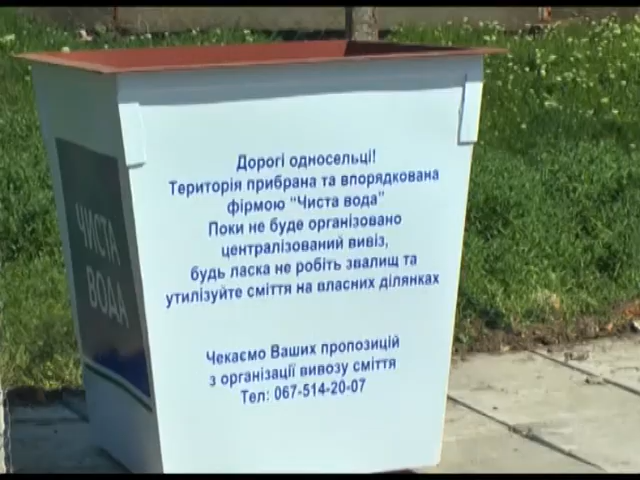 Дорогі односельці!
Територія прибрана та впорядкована
фірмою "Чиста вода"
Поки не буде організовано
централізований вивіз,
будь ласка не робіть звалищ та
утилізуйте сміття на власних ділянках
Чекаємо Ваших пропозицій
з організації вивозу сміття
Тел: 067-514-20-07
ЧИСТА
ВОДА